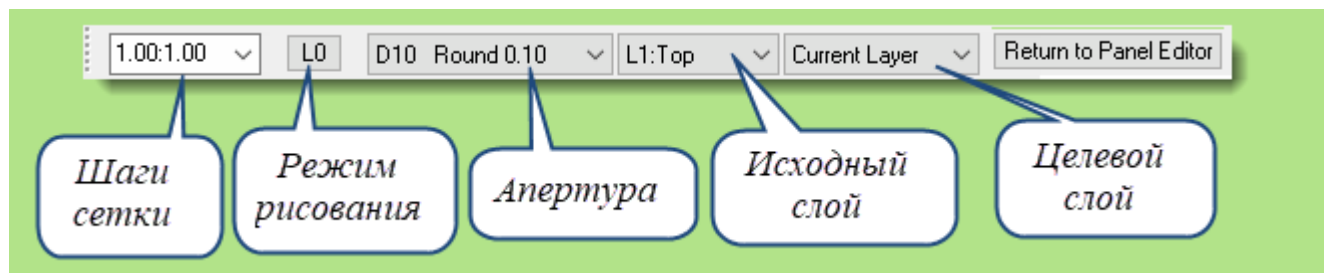 1.00:1.00 L0 D10 Round 0.10 L1:Top Current Layer Return to Panel Editor
Шаги
сетки
Режим
рисования
Апертура
Исходный
слой
Целевой
слой